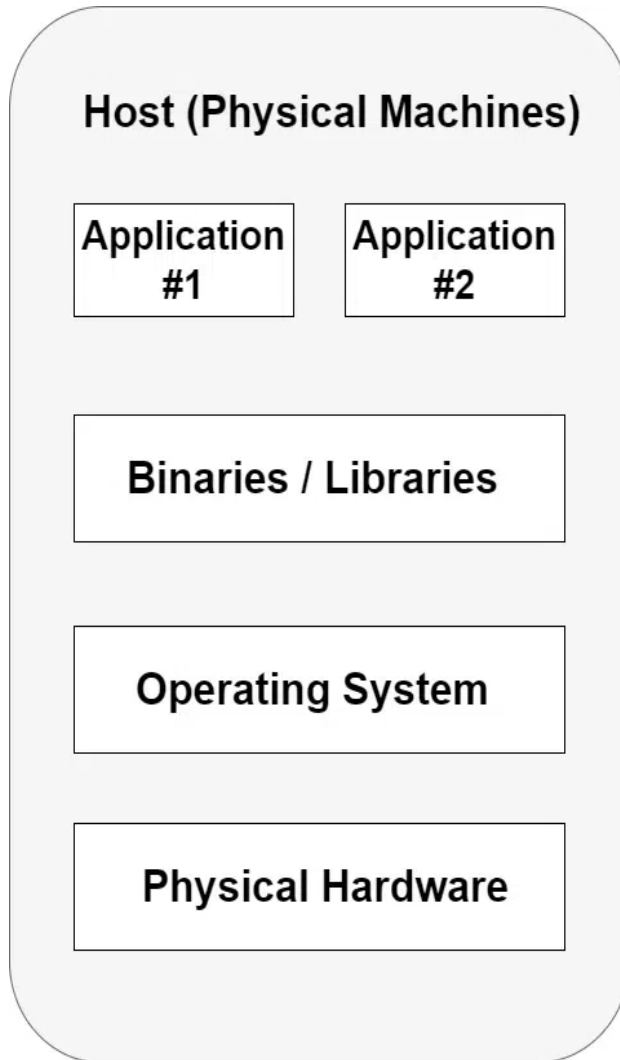 Host (Physical Machines)
Application
#1
Application
#2
Binaries / Libraries
Operating System
Physical Hardware